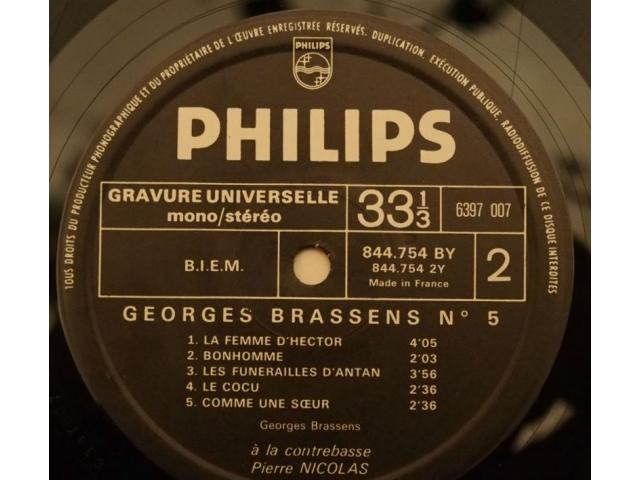 TOUS DROITS DU PRODUCTEUR PHONOGRAPHIQUE ET DU PROPRIÉTAIRE DE L'ŒUVRE ENREGISTRÉE RÉSERVÉS. DUPLICATION, EXÉCUTION PUBLIQUE, RADIODIFFUSION DE CE DISQUE INTERDITES
PHILIPS
PHILIPS
GRAVURE UNIVERSELLE
mono/stéréo
33 1/3
6397 007
B.I.E.M.
844.754 BY
844.754 2Y
Made in France
2
GEORGES BRASSENS N° 5
1. LA FEMME D'HECTOR 4'05
2. BONHOMME 2'03
3. LES FUNERAILLES D'ANTAN 3'56
4. LE COCU 2'36
5. COMME UNE SŒUR 2'36
Georges Brassens
à la contrebasse
Pierre NICOLAS